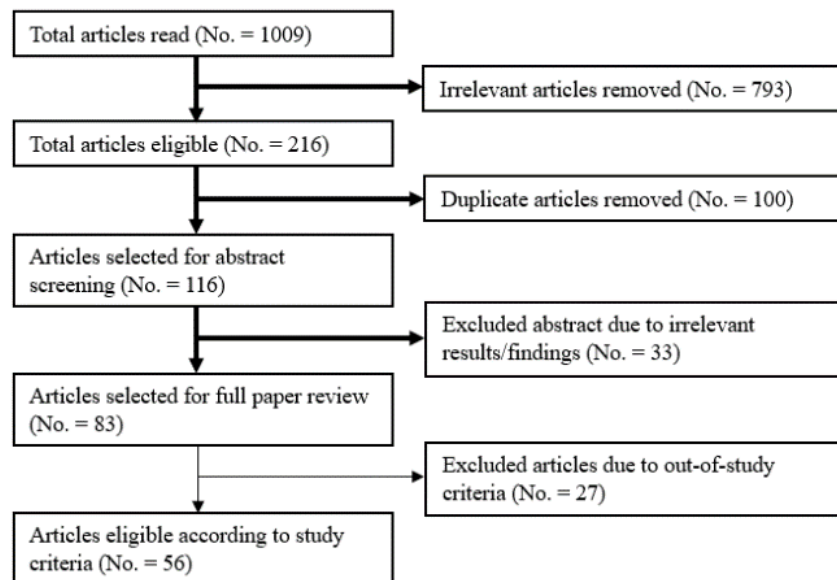 Total articles read (No. = 1009)
Irrelevant articles removed (No. = 793)
Total articles eligible (No. = 216)
Duplicate articles removed (No. = 100)
Articles selected for abstract
screening (No. = 116)
Excluded abstract due to irrelevant
results/findings (No. = 33)
Articles selected for full paper review
(No. = 83)
Excluded articles due to out-of-study
criteria (No. = 27)
Articles eligible according to study
criteria (No. = 56)